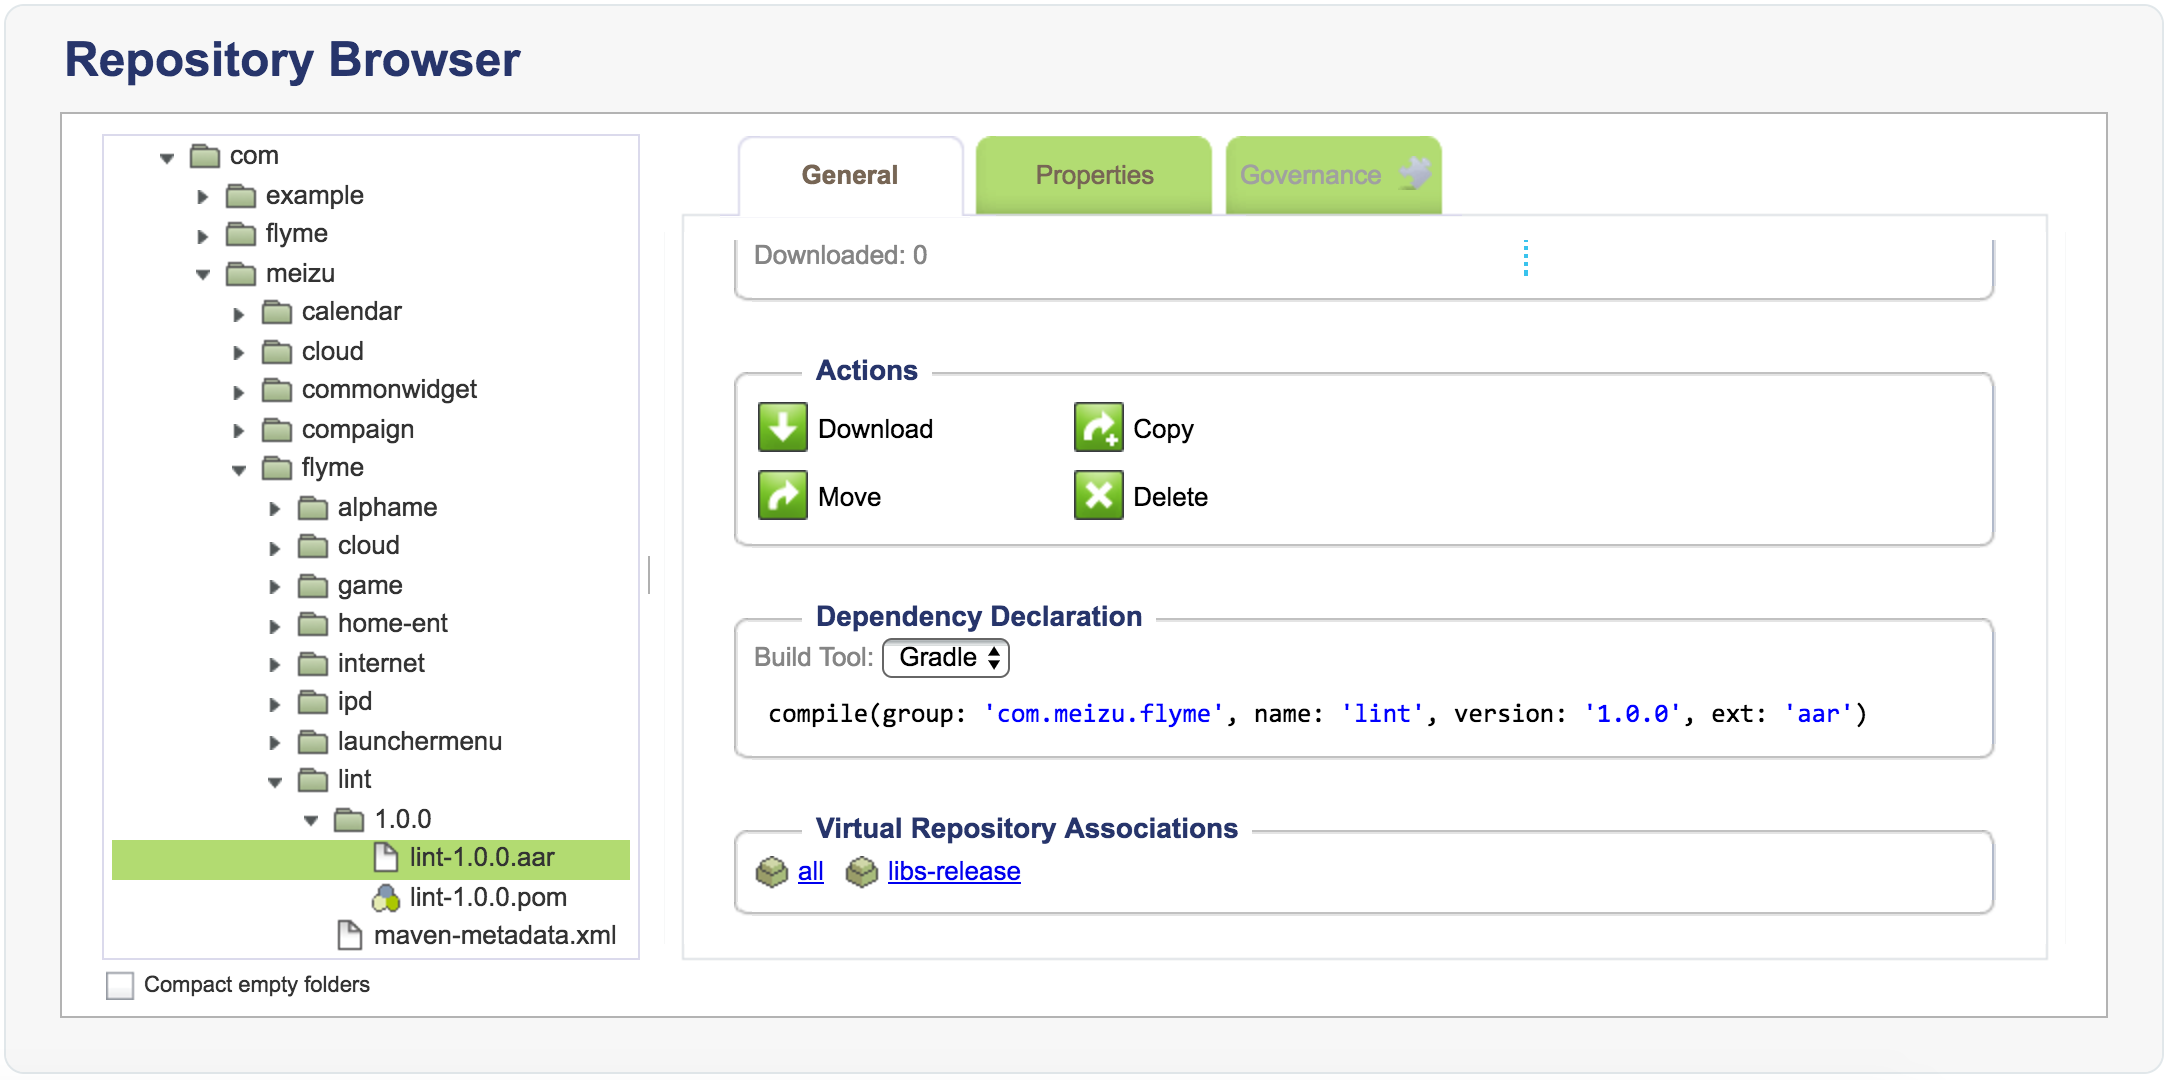 Repository Browser
com
example
flyme
meizu
calendar
cloud
commonwidget
compaign
flyme
alphame
cloud
game
home-ent
internet
ipd
launchermenu
lint
1.0.0
lint-1.0.0.aar
lint-1.0.0.pom
maven-metadata.xml
Compact empty folders
General Properties Governance
Downloaded: 0
Actions
Download Copy
Move Delete
Dependency Declaration
Build Tool: Gradle
compile(group: 'com.meizu.flyme', name: 'lint', version: '1.0.0', ext: 'aar')
Virtual Repository Associations
all libs-release